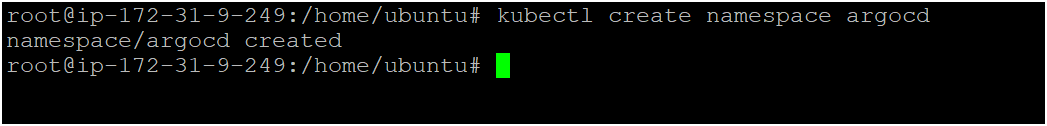 root@ip-172-31-9-249:/home/ubuntu# kubectl create namespace argocd
namespace/argocd created
root@ip-172-31-9-249:/home/ubuntu#